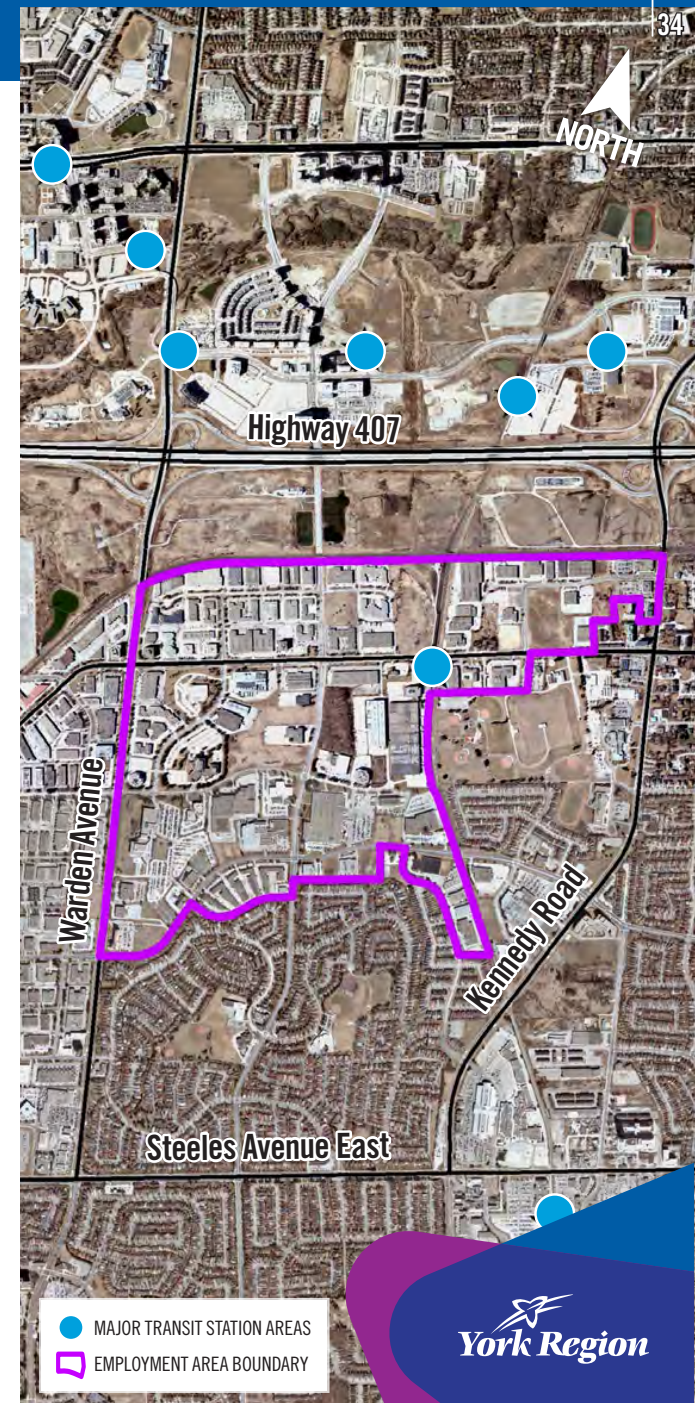 34
NORTH
Highway 407
Warden Avenue
Kennedy Road
Steeles Avenue East
MAJOR TRANSIT STATION AREAS
EMPLOYMENT AREA BOUNDARY
York Region